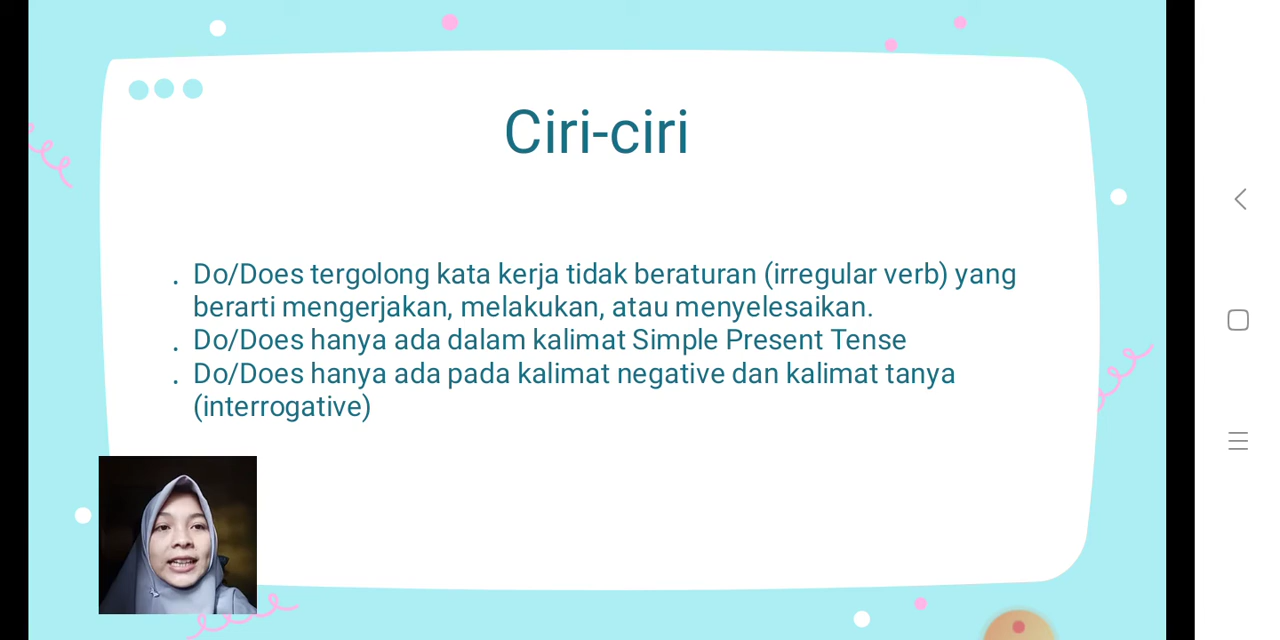 Ciri-ciri
. Do/Does tergolong kata kerja tidak beraturan (irregular verb) yang
berarti mengerjakan, melakukan, atau menyelesaikan.
. Do/Does hanya ada dalam kalimat Simple Present Tense
. Do/Does hanya ada pada kalimat negative dan kalimat tanya
(interrogative)